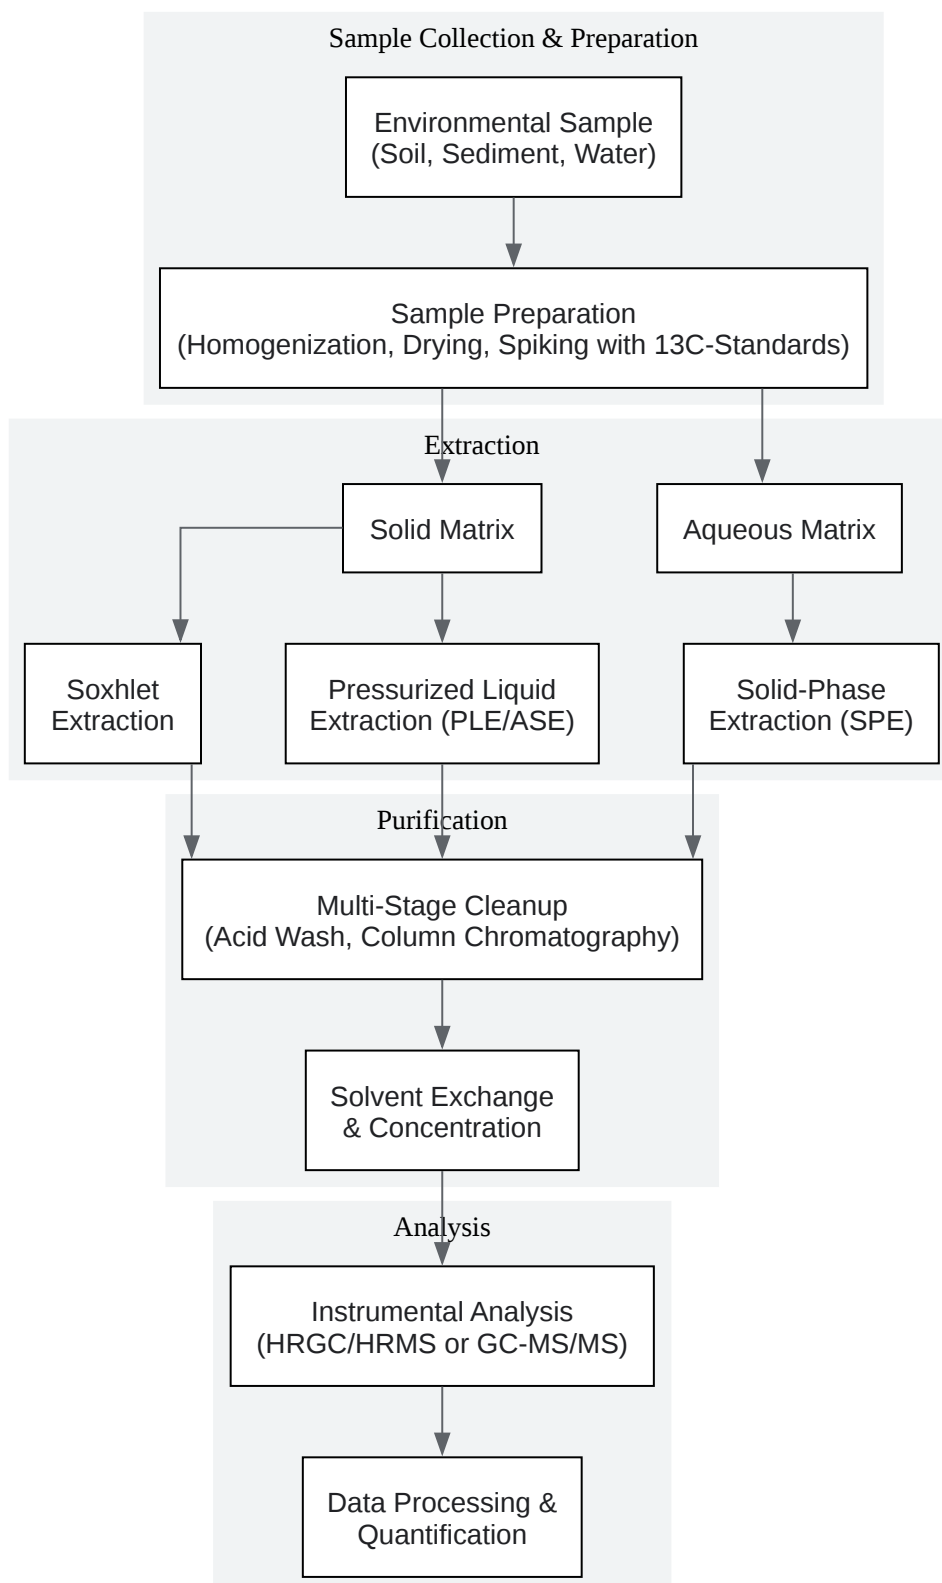 Sample Collection & Preparation
Environmental Sample
(Soil, Sediment, Water)
Sample Preparation
(Homogenization, Drying, Spiking with 13C-Standards)
Extraction
Solid Matrix
Aqueous Matrix
Soxhlet
Extraction
Pressurized Liquid
Extraction (PLE/ASE)
Solid-Phase
Extraction (SPE)
Purification
Multi-Stage Cleanup
(Acid Wash, Column Chromatography)
Solvent Exchange
& Concentration
Analysis
Instrumental Analysis
(HRGC/HRMS or GC-MS/MS)
Data Processing &
Quantification